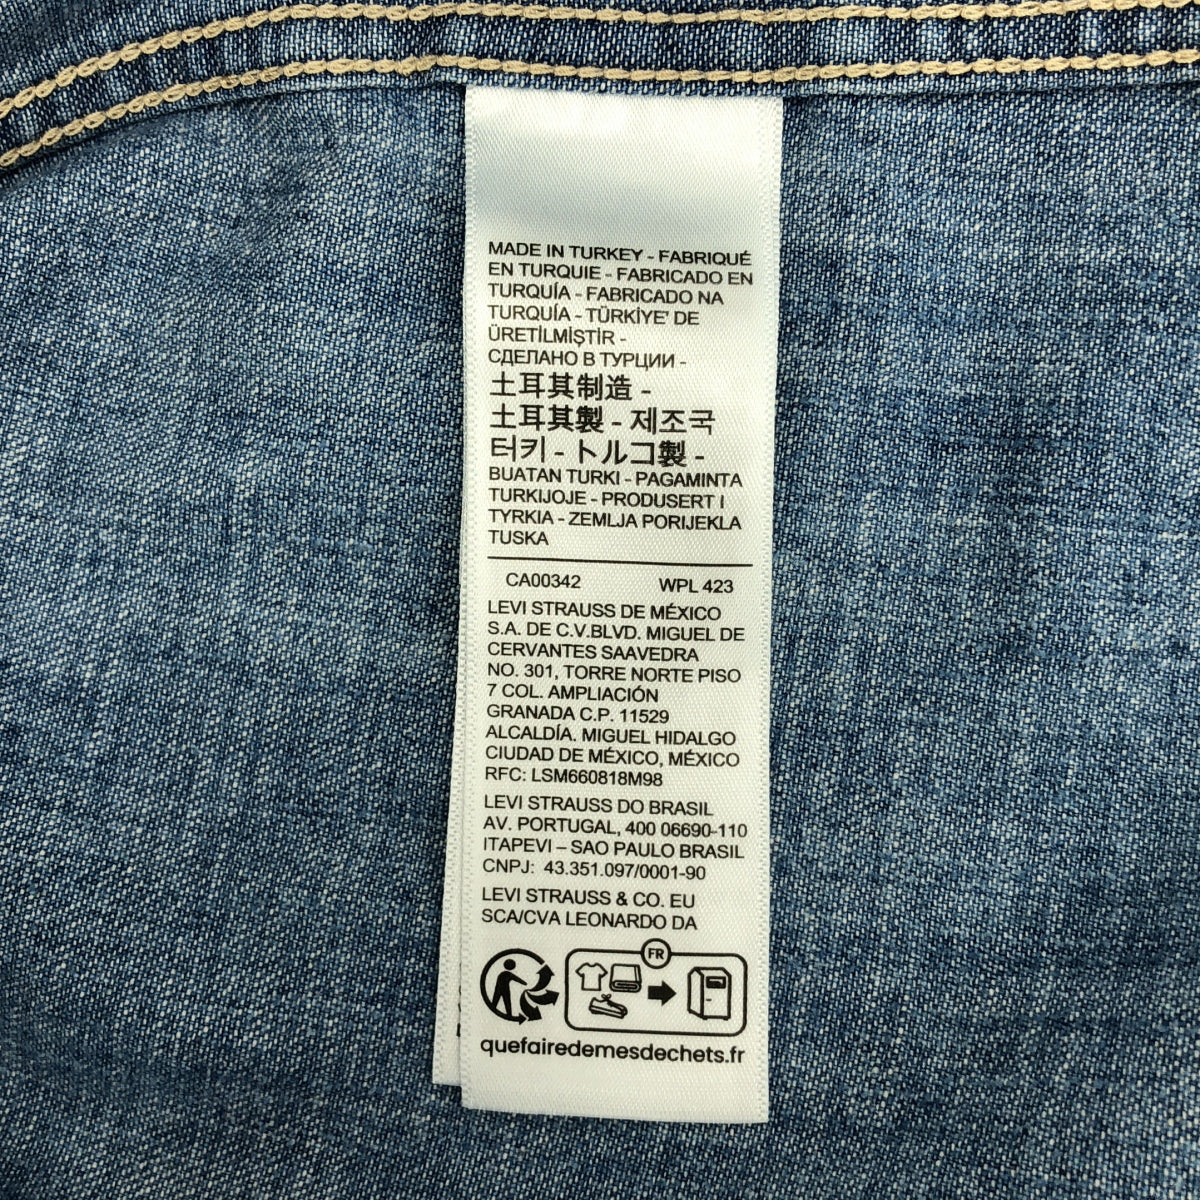 MADE IN TURKEY - FABRIQUÉ
EN TURQUIE - FABRICADO EN
TURQUÍA - FABRICADO NA
TURQUÍA - TÜRKİYE' DE
ÜRETİLMİŞTİR -
СДЕЛАНО В ТУРЦИИ -
土耳其制造 -
土耳其製 - 제조국
터키 - トルコ製 -
BUATAN TURKI - PAGAMINTA
TURKIJOJE - PRODUSERT I
TYRKIA - ZEMLJA PORIJEKLA
TUSKA
CA00342 WPL 423
LEVI STRAUSS DE MÉXICO
S.A. DE C.V.BLVD. MIGUEL DE
CERVANTES SAAVEDRA
NO. 301, TORRE NORTE PISO
7 COL. AMPLIACIÓN
GRANADA C.P. 11529
ALCALDÍA. MIGUEL HIDALGO
CIUDAD DE MÉXICO, MÉXICO
RFC: LSM660818M98
LEVI STRAUSS DO BRASIL
AV. PORTUGAL, 400 06690-110
ITAPEVI – SAO PAULO BRASIL
CNPJ: 43.351.097/0001-90
LEVI STRAUSS & CO. EU
SCA/CVA LEONARDO DA
FR
quefairedemesdechets.fr